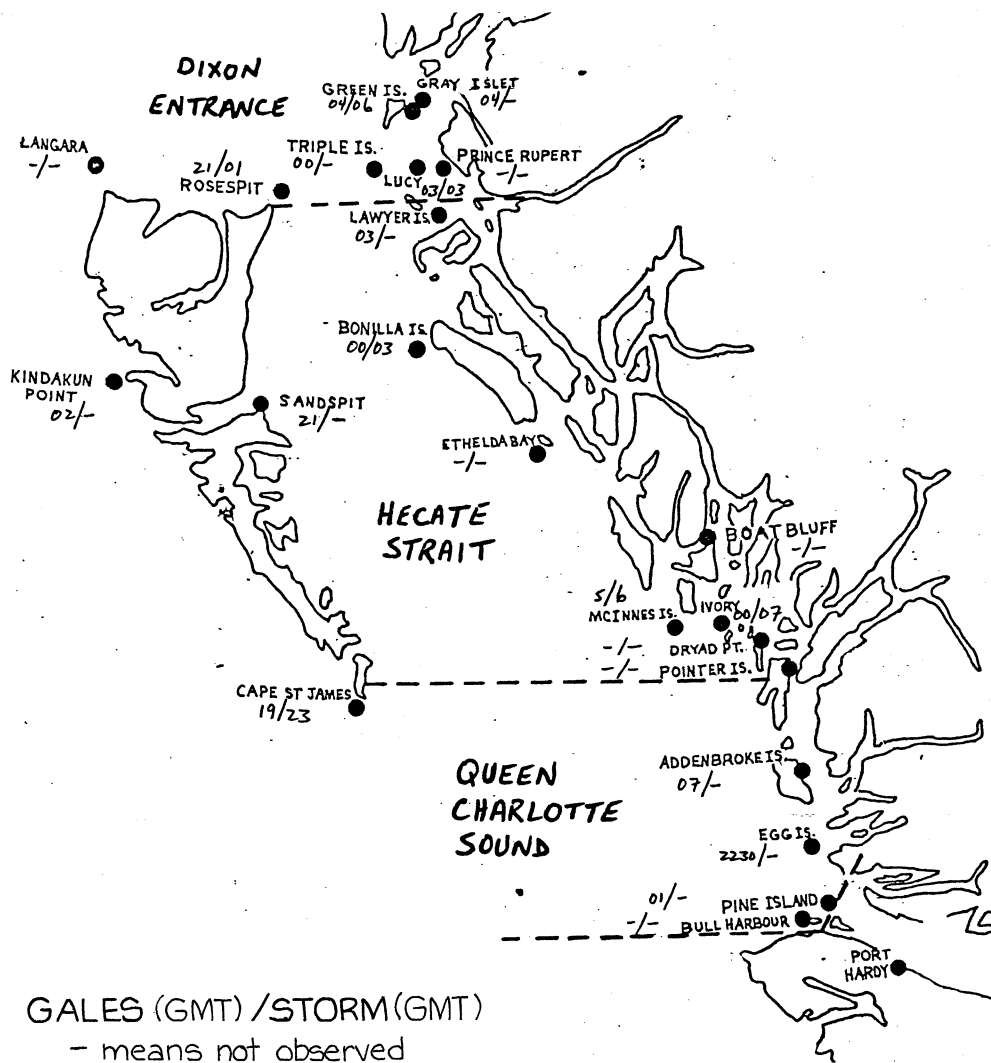 DIXON
ENTRANCE
GREEN IS.
04/06
GRAY ISLET
04/-
LANGARA
-/-
21/01
ROSESPIT
TRIPLE IS.
00/-
LUCY
03/03
PRINCE RUPERT
-/-
LAWYER IS.
03/-
BONILLA IS.
00/03
KINDAKUN
POINT
02/-
SANDSPIT
21/-
ETHELDABAY
-/-
HECATE
STRAIT
BOAT BLUFF
-/-
5/6
MCINNES IS.
IVORY
00/07
-/-
DRYAD PT.
-/-
POINTER IS.
CAPE ST JAMES
19/23
QUEEN
CHARLOTTE
SOUND
ADDENBROKE IS.
07/-
EGG IS.
2230/-
01/-
PINE ISLAND
-/-
BULL HARBOUR
PORT
HARDY
GALES (GMT) /STORM (GMT)
- means not observed